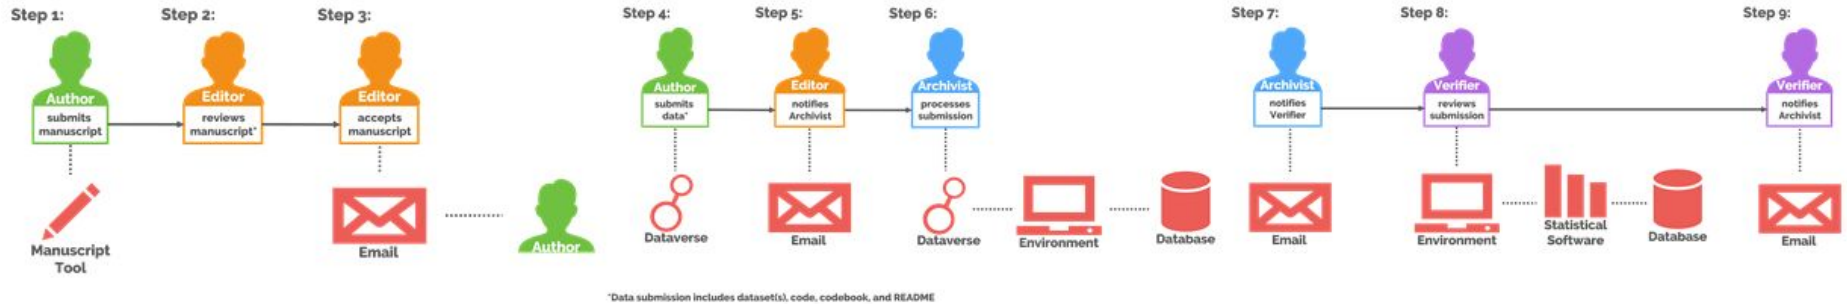 Step 1:
Step 2:
Step 3:
Step 4:
Step 5:
Step 6:
Step 7:
Step 8:
Step 9:
Author
submits
manuscript
Editor
reviews
manuscript*
Editor
accepts
manuscript
Author
submits
data*
Editor
notifies
Archivist
Archivist
processes
submission
Archivist
notifies
Verifier
Verifier
reviews
submission
Verifier
notifies
Archivist
Manuscript
Tool
Email
Author
Dataverse
Email
Dataverse
Environment
Database
Email
Environment
Statistical
Software
Database
Email
*Data submission includes dataset(s), code, codebook, and README